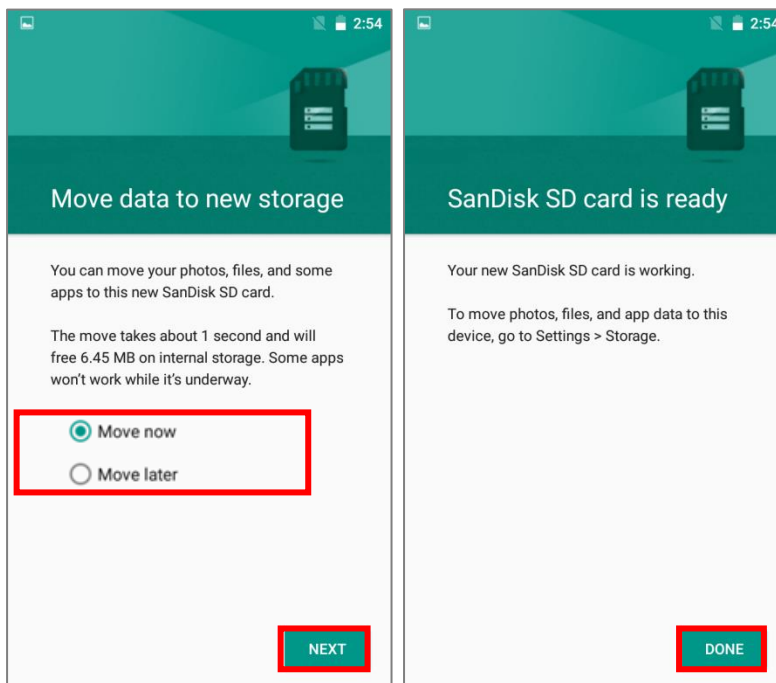 2:54
Move data to new storage
You can move your photos, files, and some
apps to this new SanDisk SD card.
The move takes about 1 second and will
free 6.45 MB on internal storage. Some apps
won't work while it's underway.
Move now
Move later
NEXT
2:54
SanDisk SD card is ready
Your new SanDisk SD card is working.
To move photos, files, and app data to this
device, go to Settings > Storage.
DONE